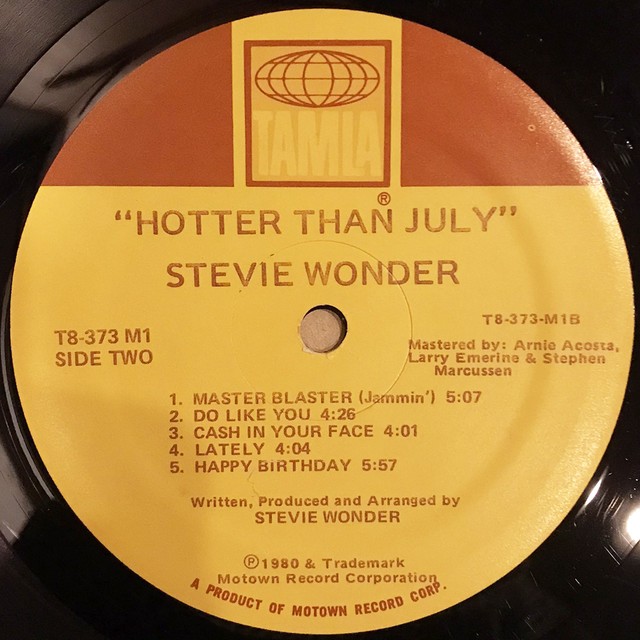 TAMLA
®
"HOTTER THAN JULY"
STEVIE WONDER
T8-373 M1
SIDE TWO
T8-373-M1B
Mastered by: Arnie Acosta,
Larry Emerine & Stephen
Marcussen
1. MASTER BLASTER (Jammin') 5:07
2. DO LIKE YOU 4:26
3. CASH IN YOUR FACE 4:01
4. LATELY 4:04
5. HAPPY BIRTHDAY 5:57
Written, Produced and Arranged by
STEVIE WONDER
℗1980 & Trademark
Motown Record Corporation
A PRODUCT OF MOTOWN RECORD CORP.